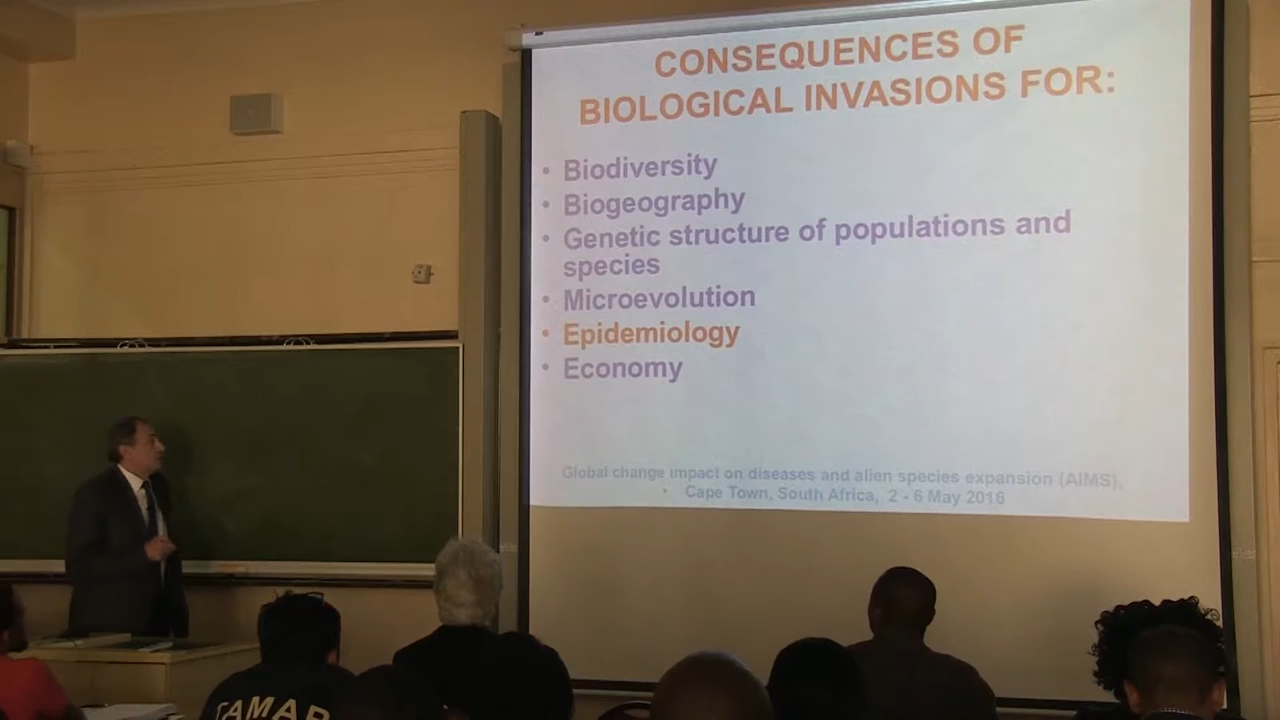 CONSEQUENCES OF
BIOLOGICAL INVASIONS FOR:
• Biodiversity
• Biogeography
• Genetic structure of populations and
species
• Microevolution
• Epidemiology
• Economy
Global change impact on diseases and alien species expansion (AIMS),
• Cape Town, South Africa, 2 - 6 May 2016